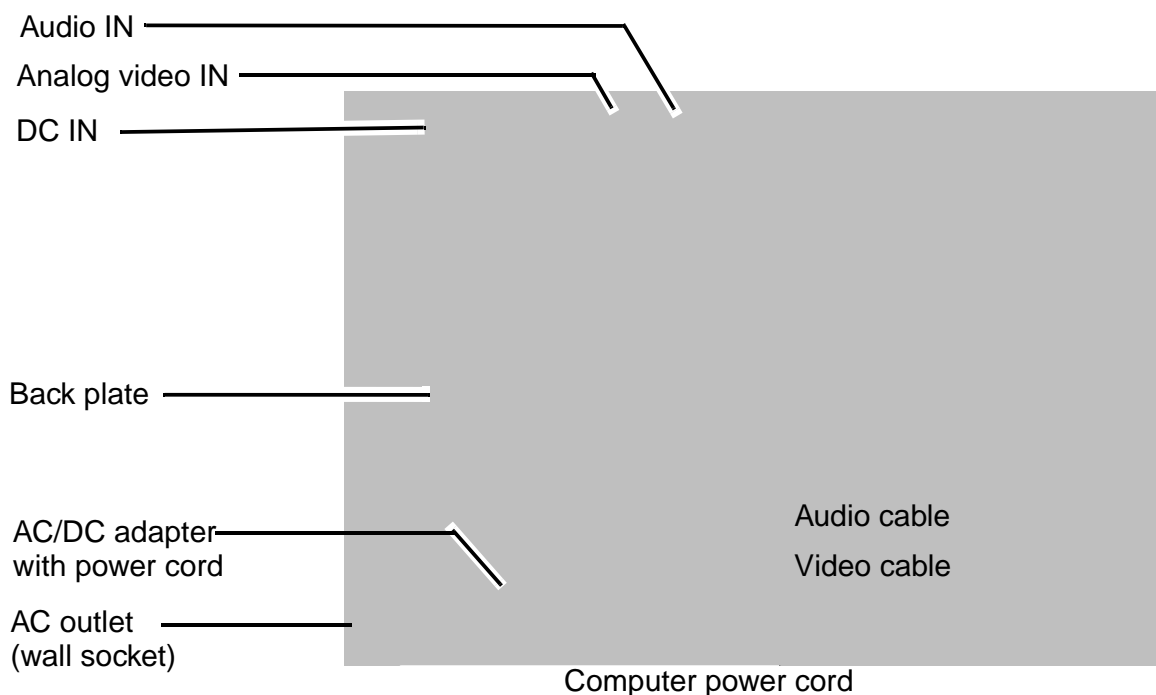 Audio IN
Analog video IN
DC IN
Back plate
AC/DC adapter
with power cord
Audio cable
Video cable
AC outlet
(wall socket)
Computer power cord